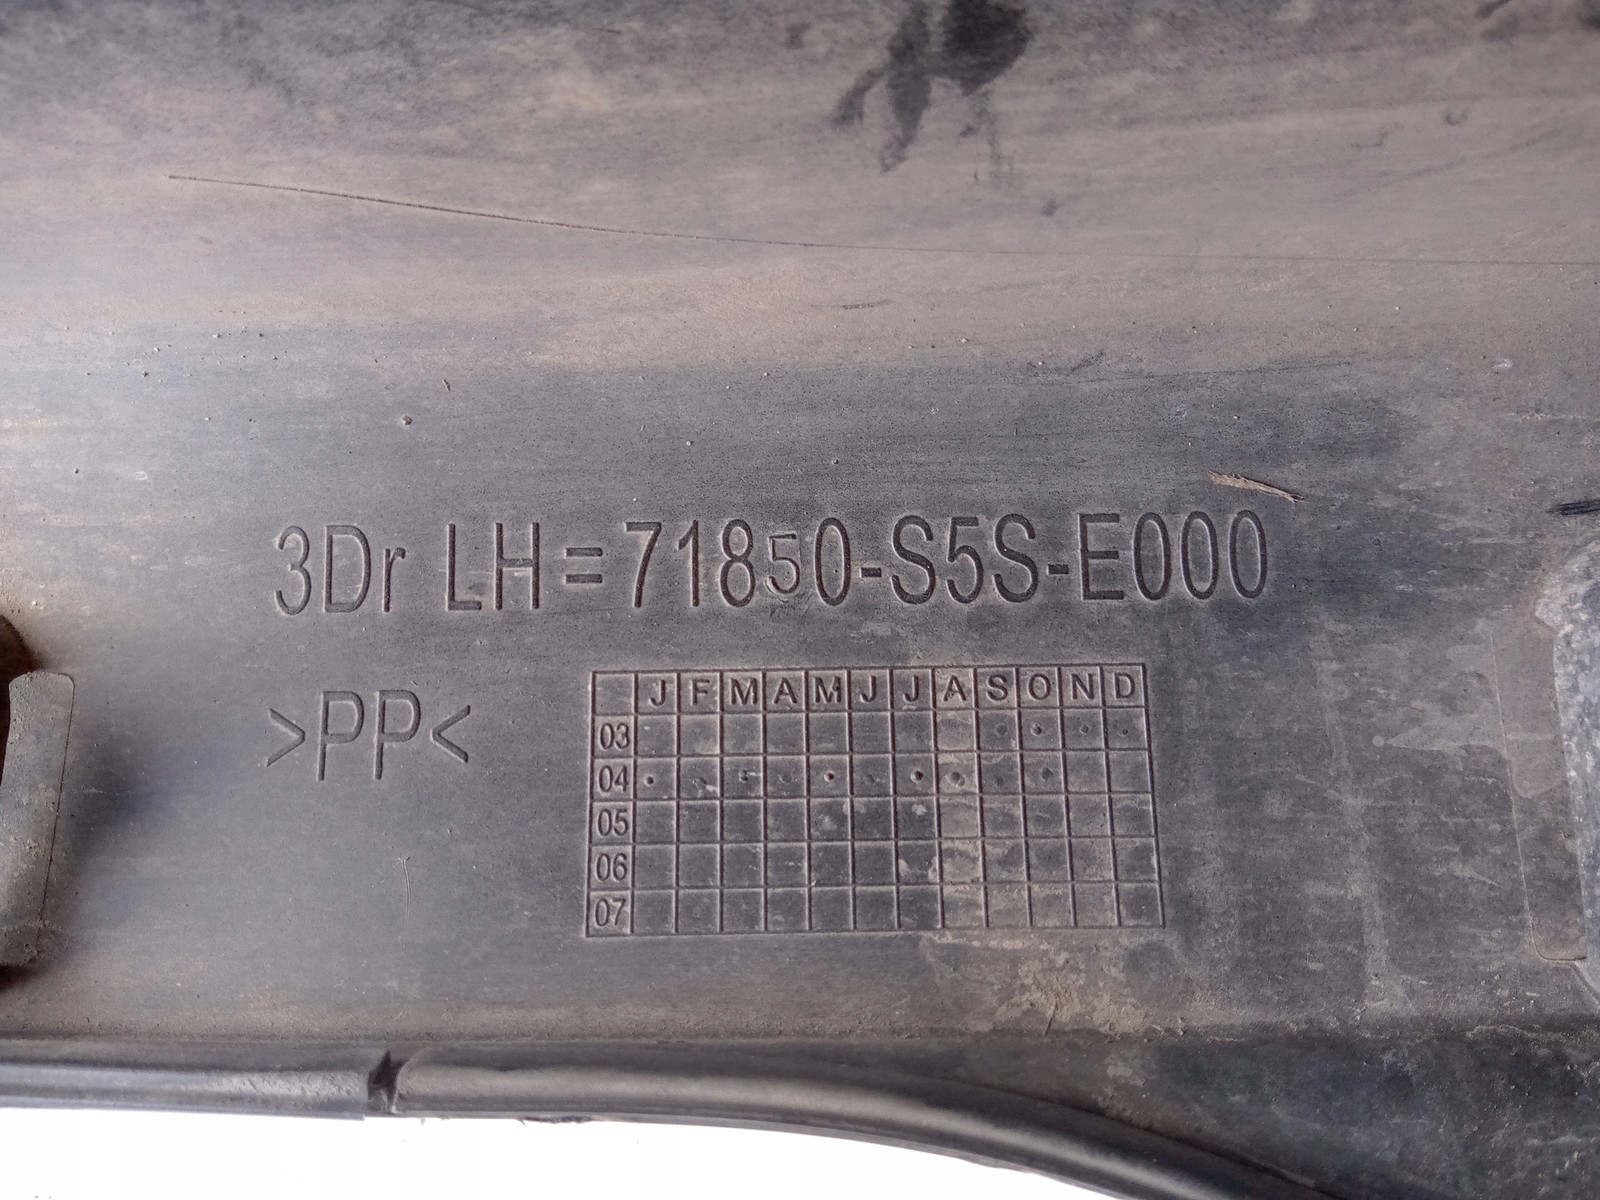 3Dr LH=71850-S5S-E000
>PP<
J F M A M J J A S O N D
03
04
05
06
07